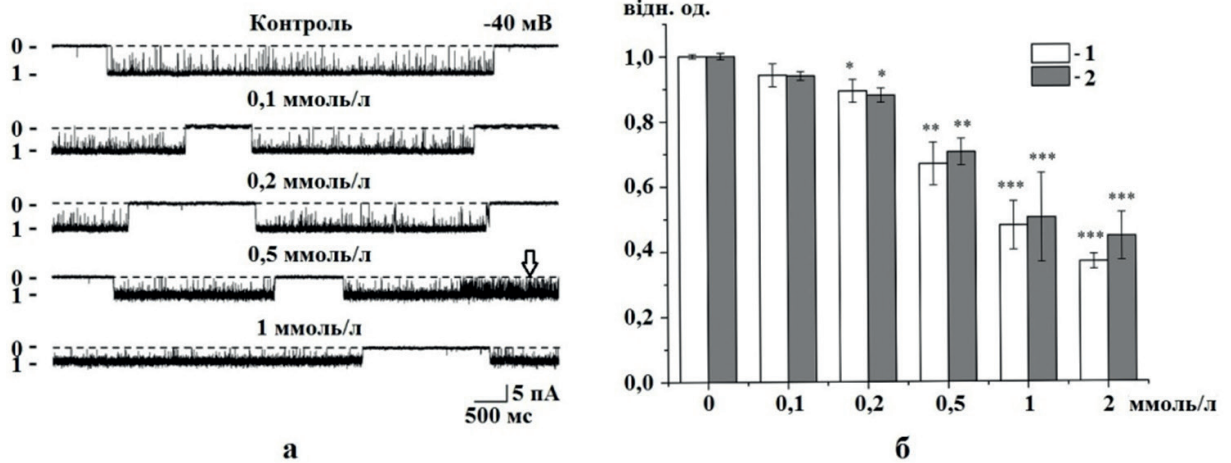 Контроль -40 мВ
0 -
1 -
0,1 ммоль/л
0 -
1 -
0,2 ммоль/л
0 -
1 -
0,5 ммоль/л
0 -
1 -
1 ммоль/л
0 -
1 -
5 пА
500 мс
а
відн. од.
1,0
0,8
0,6
0,4
0,2
0,0
- 1
- 2
* *
** **
*** ***
*** ***
0 0,1 0,2 0,5 1 2 ммоль/л
б